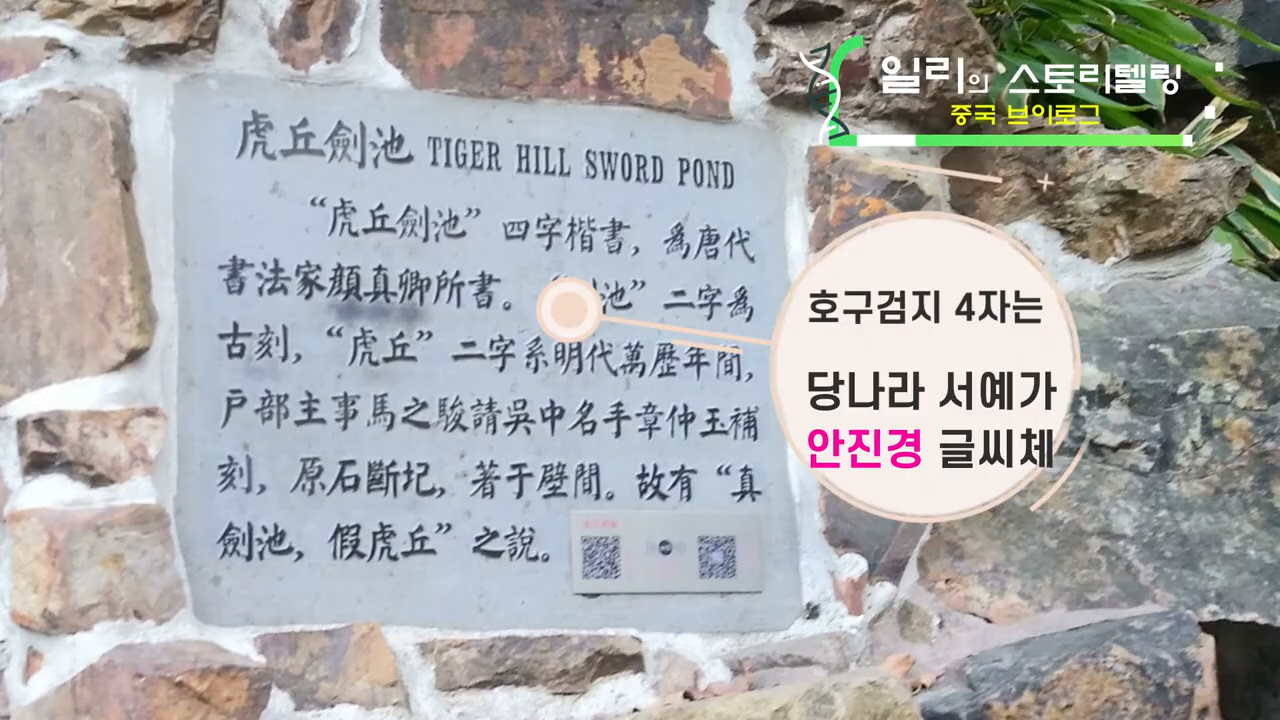 일리의 스토리텔링
중국 브이로그
虎丘劍池 TIGER HILL SWORD POND
“虎丘劍池” 四字楷書, 爲唐代
書法家顔真卿所書。 池” 二字爲
古刻, “虎丘” 二字系明代萬歷年間,
戸部主事馬之駿請吳中名手章仲玉補
刻, 原石斷圮, 著于壁間。故有 “真
劍池, 假虎丘” 之說。
호구검지 4자는
당나라 서예가
안진경 글씨체